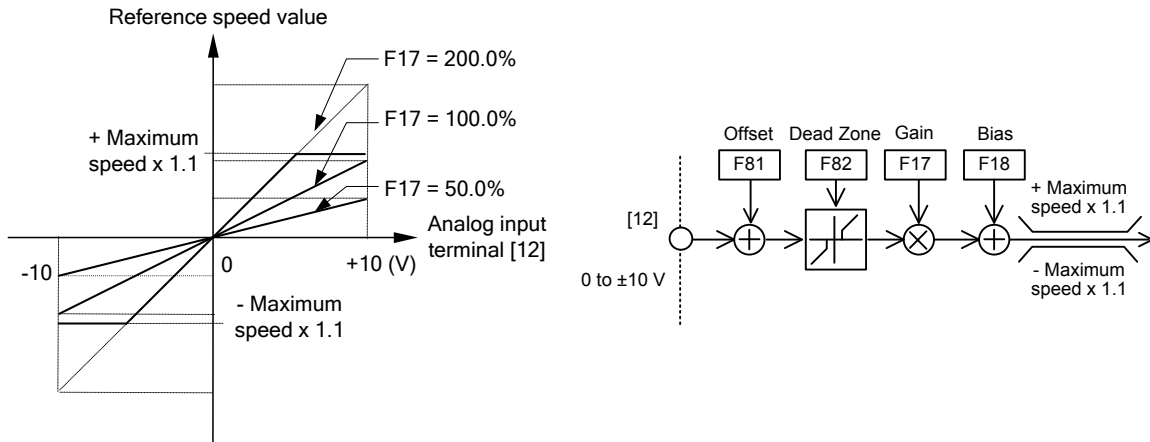 Reference speed value
F17 = 200.0%
F17 = 100.0%
+ Maximum
speed x 1.1
F17 = 50.0%
Analog input
terminal [12]
-10
0
+10 (V)
- Maximum
speed x 1.1
Offset
Dead Zone
Gain
Bias
F81
F82
F17
F18
+ Maximum
speed x 1.1
[12]
0 to ±10 V
- Maximum
speed x 1.1